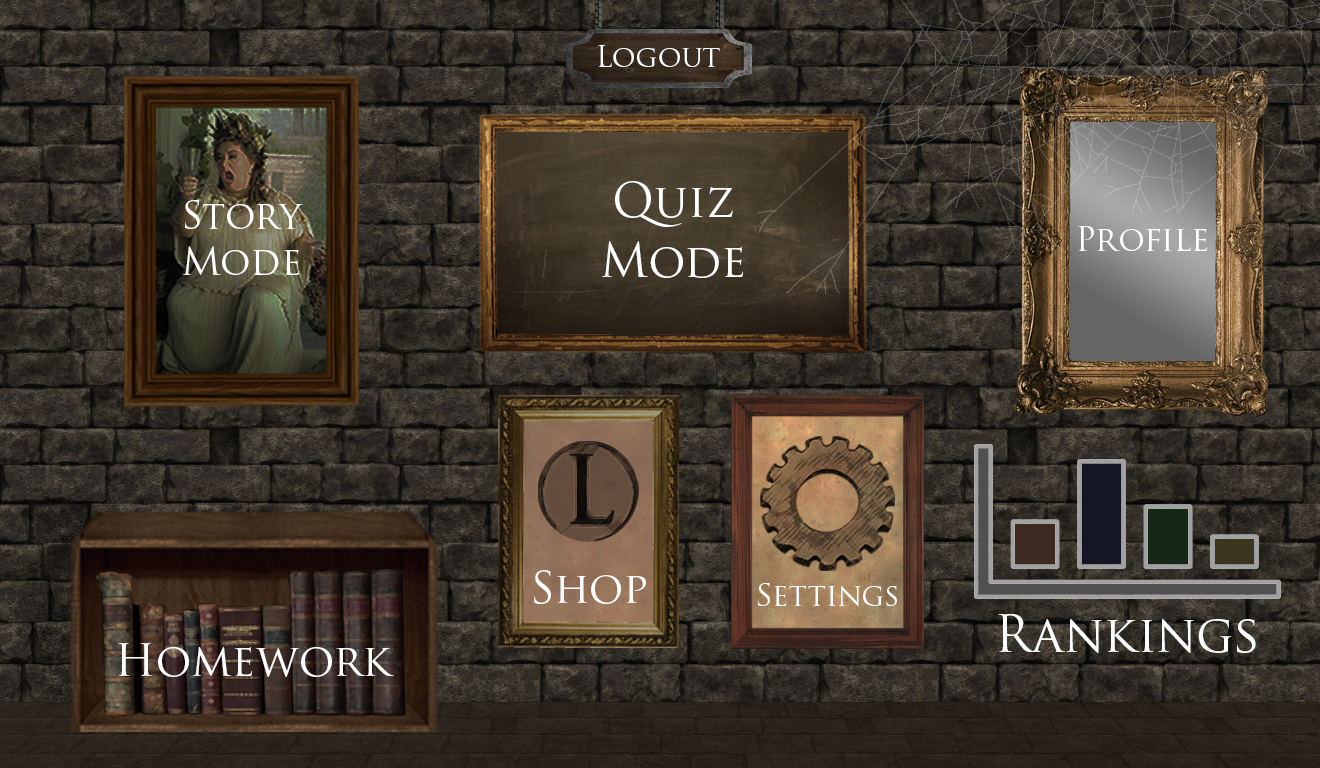 Logout
Story
Mode
Quiz
Mode
Profile
L
Shop
Settings
Homework
Rankings